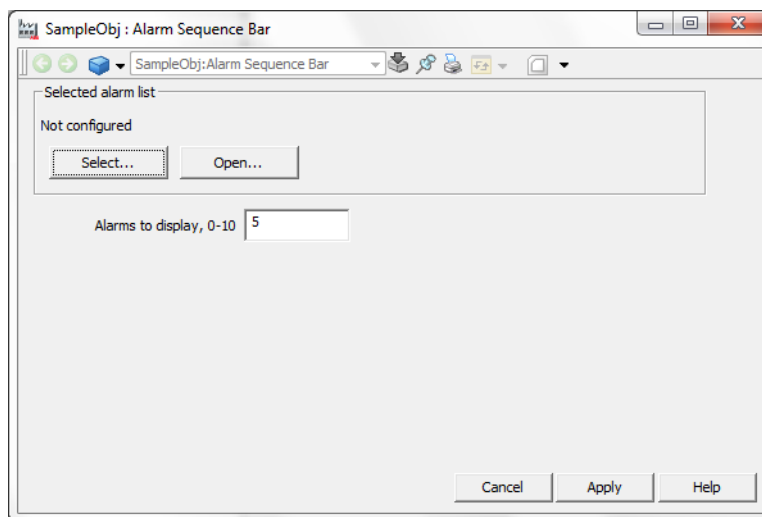 SampleObj : Alarm Sequence Bar
SampleObj:Alarm Sequence Bar
Selected alarm list
Not configured
Select... Open...
Alarms to display, 0-10 5
Cancel Apply Help